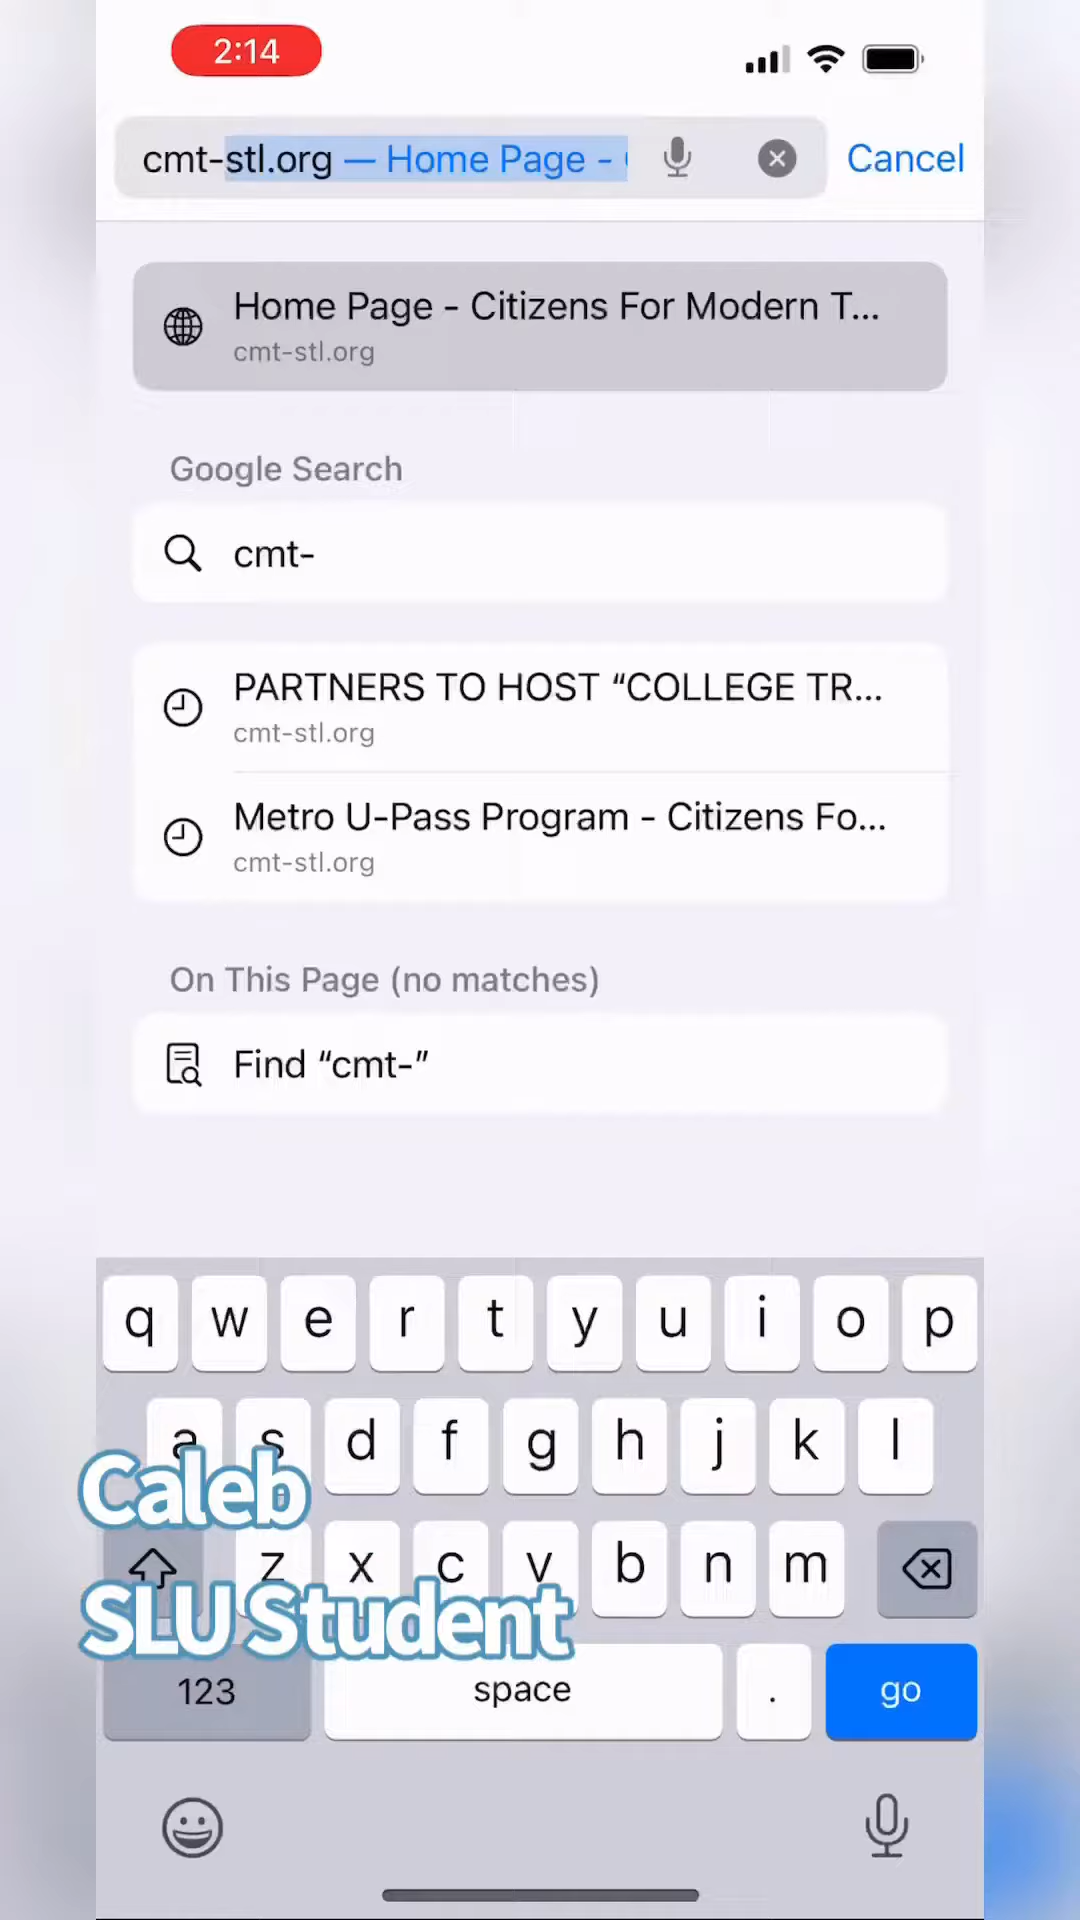 2:14
cmt-stl.org — Home Page -
Cancel
Home Page - Citizens For Modern T...
cmt-stl.org
Google Search
cmt-
PARTNERS TO HOST “COLLEGE TR...
cmt-stl.org
Metro U-Pass Program - Citizens Fo...
cmt-stl.org
On This Page (no matches)
Find “cmt-”
q w e r t y u i o p
a s d f g h j k l
Caleb
z x c v b n m
SLU Student
123 space . go